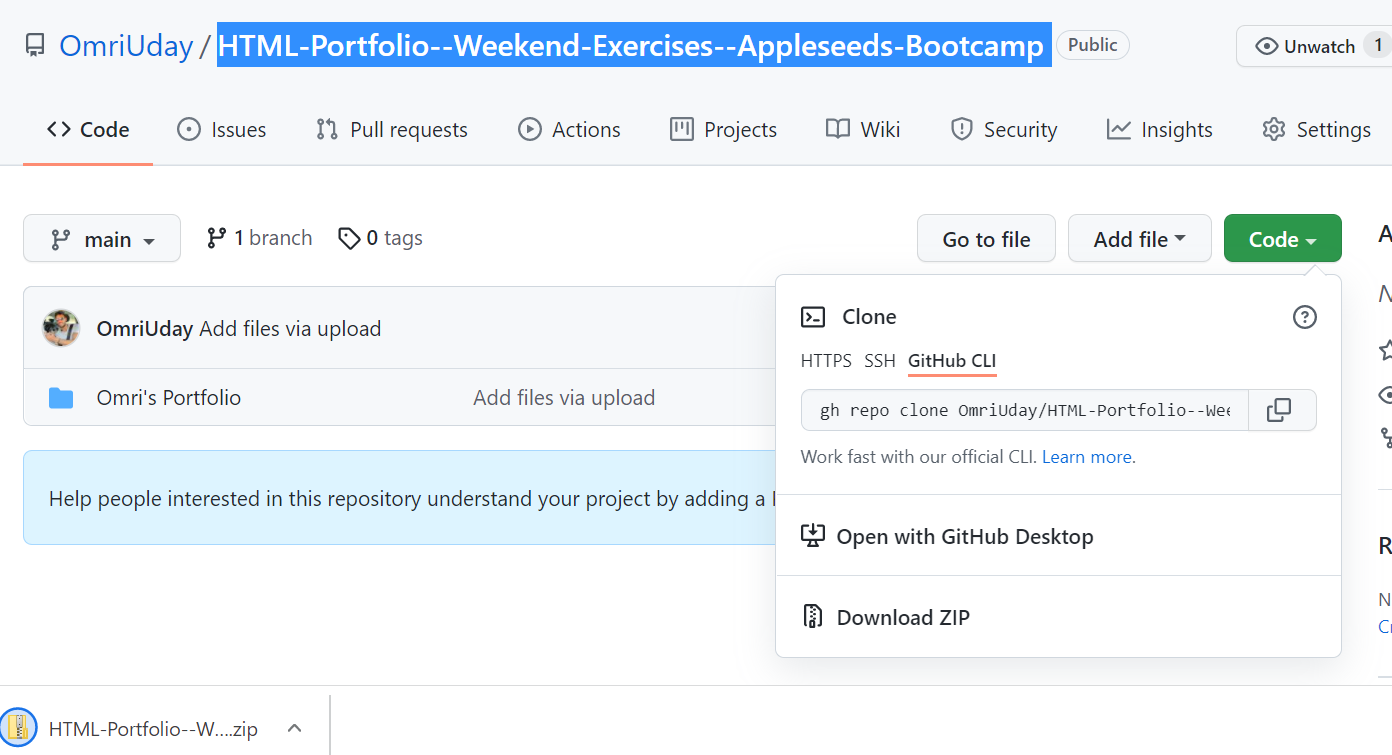 OmriUday / HTML-Portfolio--Weekend-Exercises--Appleseeds-Bootcamp Public Unwatch 1
Code Issues Pull requests Actions Projects Wiki Security Insights Settings
main 1 branch 0 tags Go to file Add file Code
OmriUday Add files via upload
Omri's Portfolio Add files via upload
Help people interested in this repository understand your project by adding a
Clone
HTTPS SSH GitHub CLI
gh repo clone OmriUday/HTML-Portfolio--Wee
Work fast with our official CLI. Learn more.
Open with GitHub Desktop
Download ZIP
HTML-Portfolio--W....zip